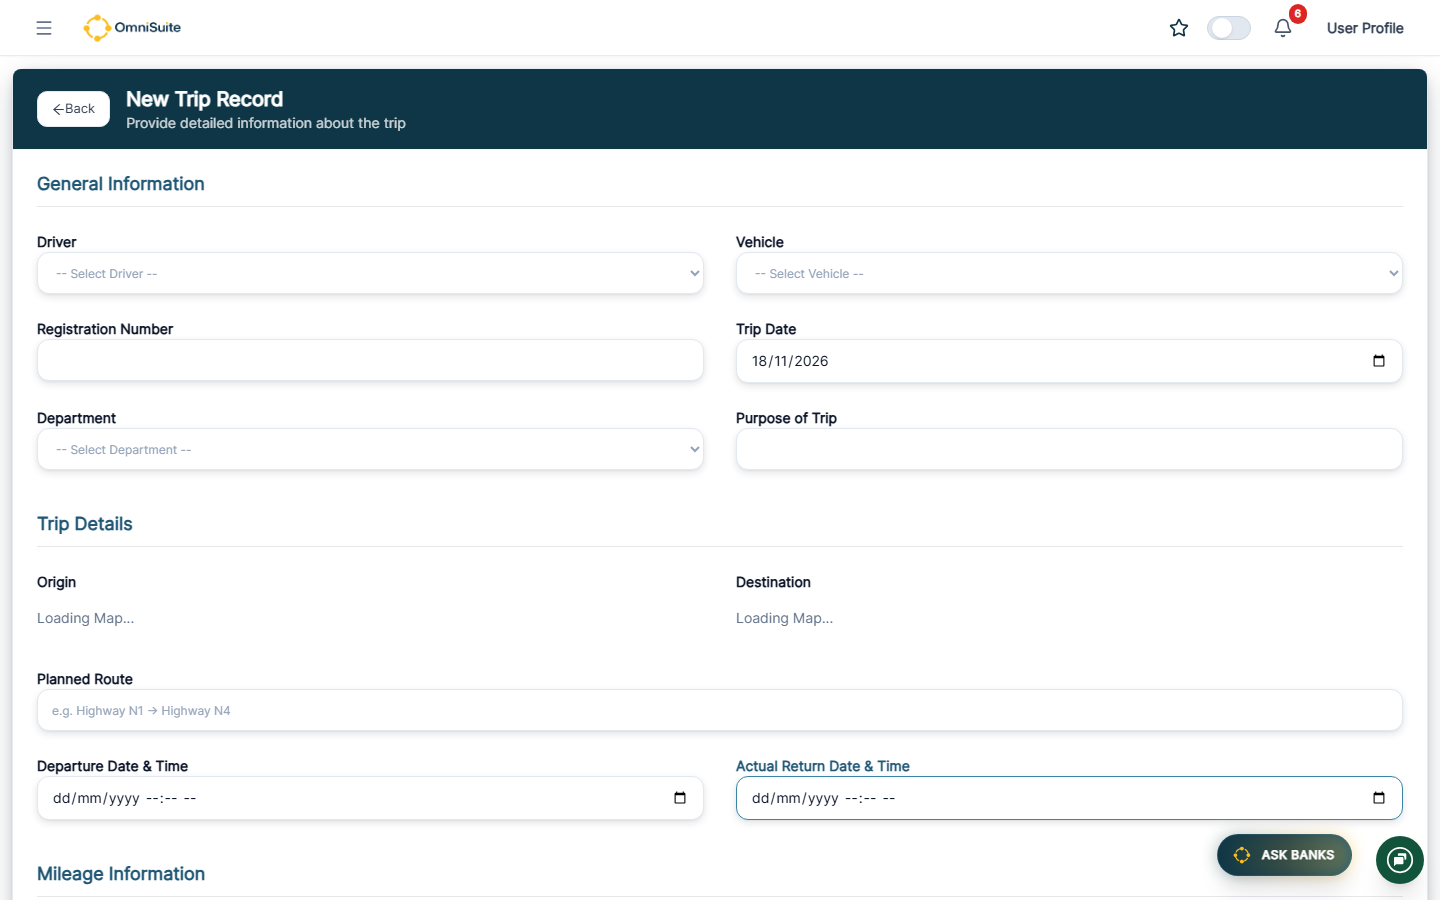 OmniSuite
6
User Profile
Back
New Trip Record
Provide detailed information about the trip
General Information
Driver
Vehicle
-- Select Driver --
-- Select Vehicle --
Registration Number
Trip Date
18/11/2026
Department
Purpose of Trip
-- Select Department --
Trip Details
Origin
Destination
Loading Map...
Loading Map...
Planned Route
e.g. Highway N1 → Highway N4
Departure Date & Time
Actual Return Date & Time
dd/mm/yyyy --:-- --
dd/mm/yyyy --:-- --
ASK BANKS
Mileage Information